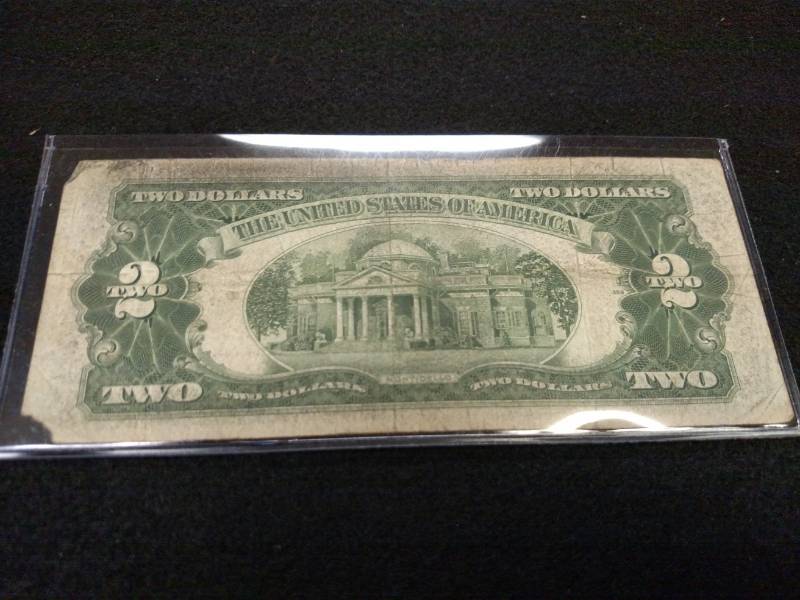 TWO DOLLARS TWO DOLLARS
THE UNITED STATES OF AMERICA
2 2
TWO TWO
TWO TWO DOLLARS TWO DOLLARS TWO